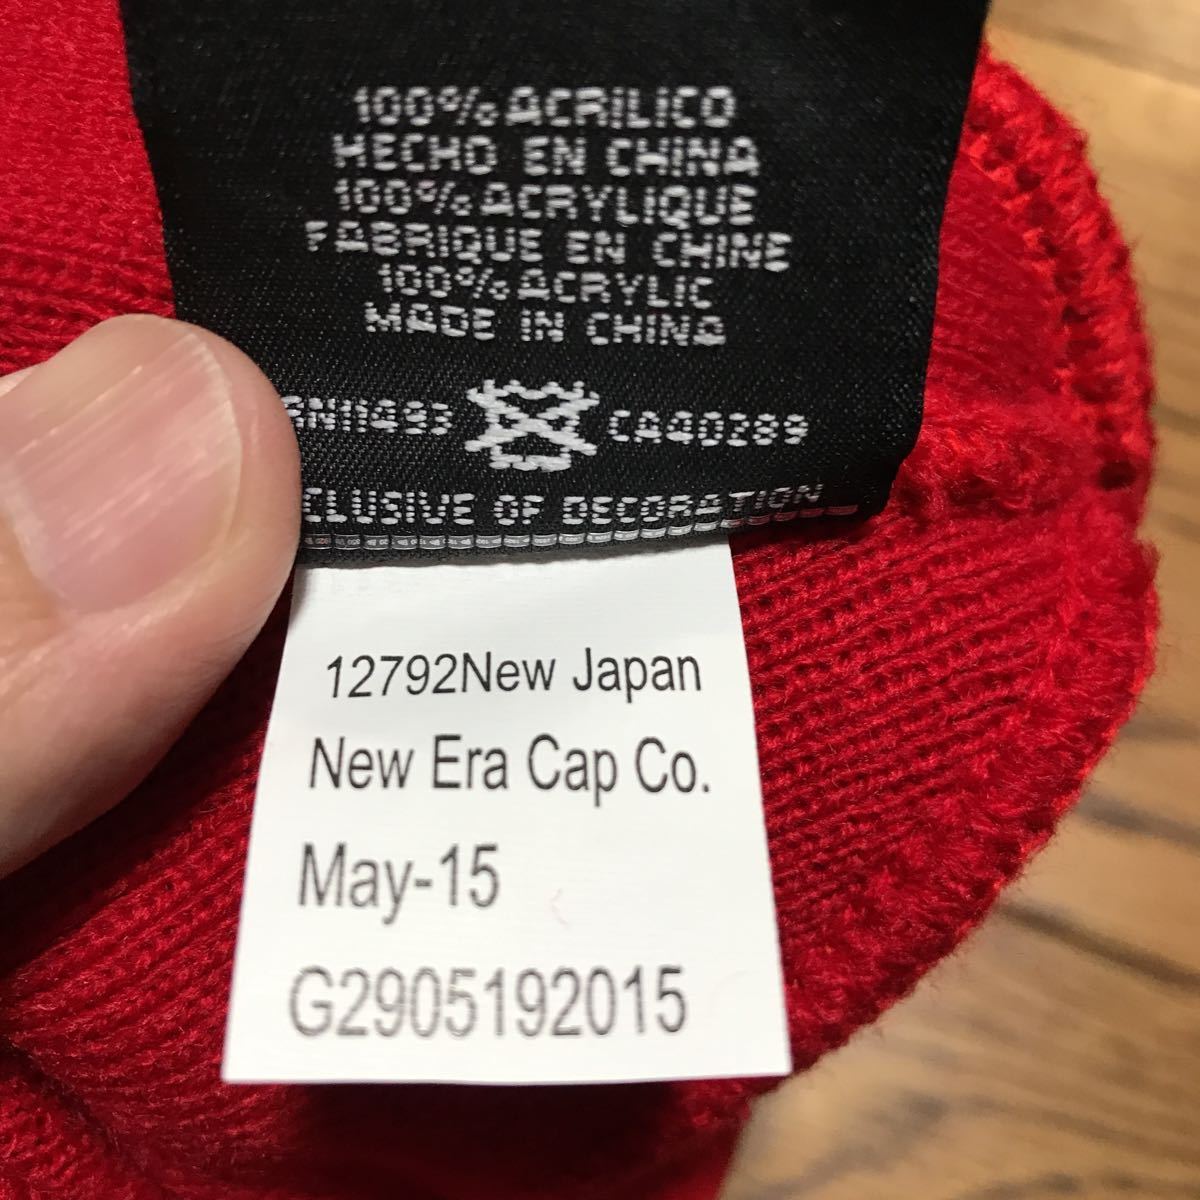 100% ACRILICO
HECHO EN CHINA
100% ACRYLIQUE
FABRIQUE EN CHINE
100% ACRYLIC
MADE IN CHINA
RN11493 CA40289
CLUSIVE OF DECORATION
12792New Japan
New Era Cap Co.
May-15
G2905192015